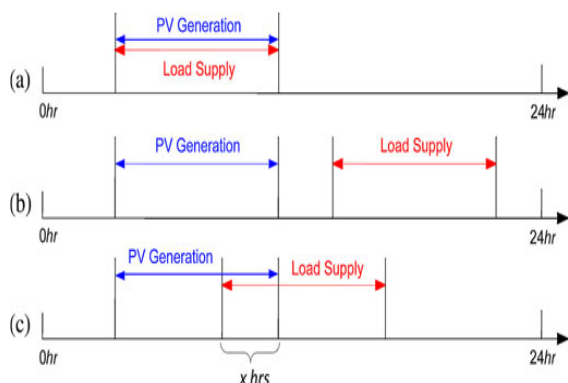 PV Generation
Load Supply
(a)
0hr 24hr
PV Generation Load Supply
(b)
0hr 24hr
PV Generation Load Supply
(c)
0hr 24hr
x hrs